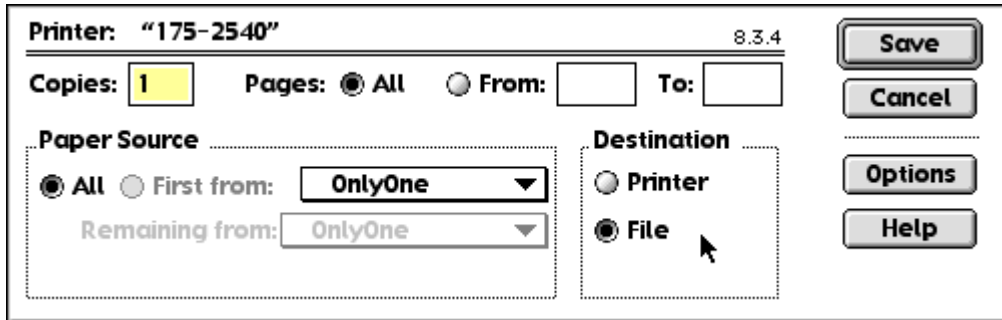 Printer: “175-2540” 8.3.4 Save
Copies: 1 Pages: All From: To: Cancel
Paper Source Destination
All First from: OnlyOne Printer Options
Remaining from: OnlyOne File Help